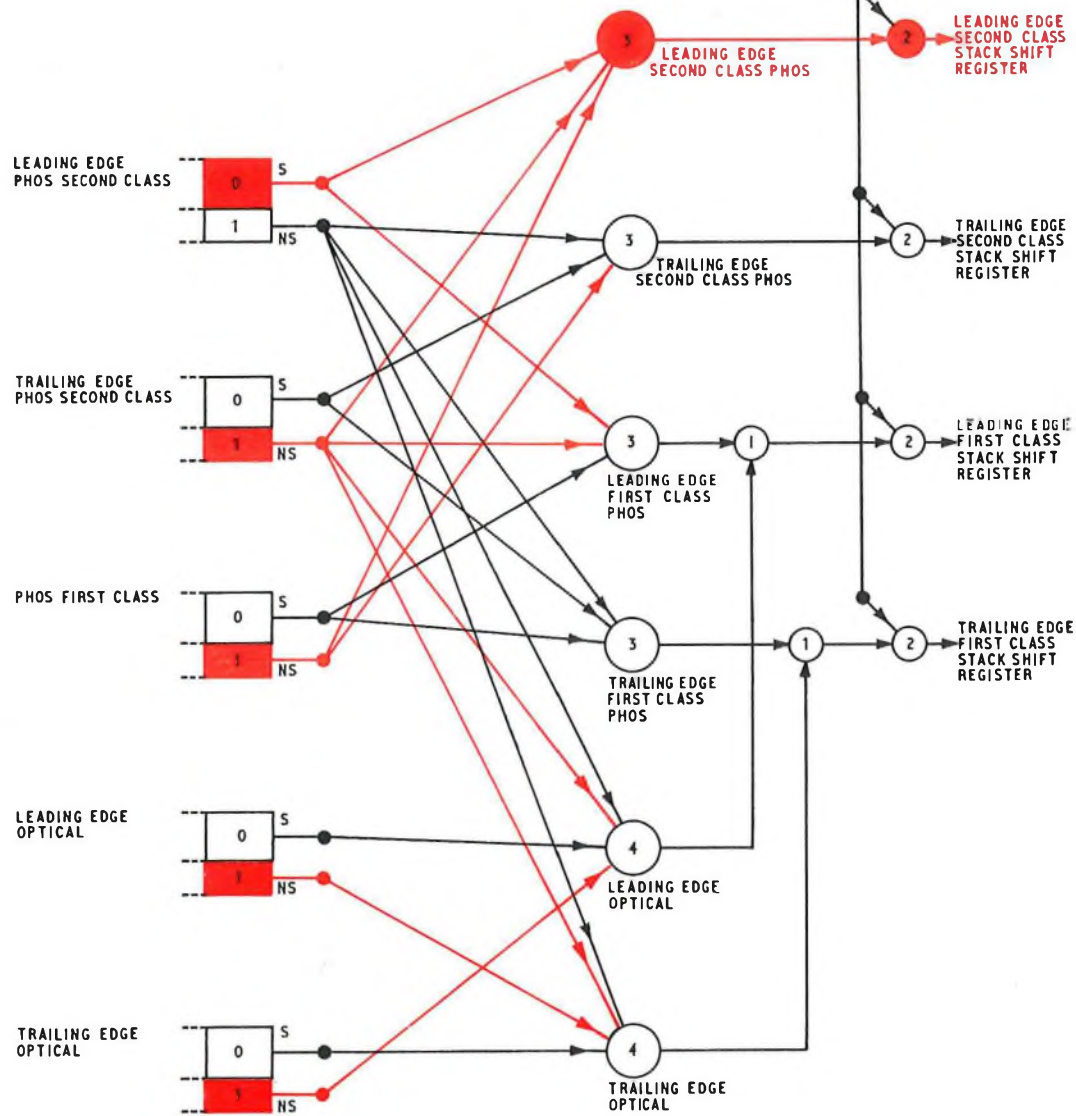 3
2
LEADING EDGE
SECOND CLASS
STACK SHIFT
REGISTER
LEADING EDGE
SECOND CLASS PHOS
LEADING EDGE
PHOS SECOND CLASS
0
S
1
NS
3
TRAILING EDGE
SECOND CLASS PHOS
2
TRAILING EDGE
SECOND CLASS
STACK SHIFT
REGISTER
TRAILING EDGE
PHOS SECOND CLASS
0
S
1
NS
3
LEADING EDGE
FIRST CLASS
PHOS
1
2
LEADING EDGE
FIRST CLASS
STACK SHIFT
REGISTER
PHOS FIRST CLASS
0
S
1
NS
3
TRAILING EDGE
FIRST CLASS
PHOS
1
2
TRAILING EDGE
FIRST CLASS
STACK SHIFT
REGISTER
LEADING EDGE
OPTICAL
0
S
1
NS
4
LEADING EDGE
OPTICAL
TRAILING EDGE
OPTICAL
0
S
1
NS
4
TRAILING EDGE
OPTICAL